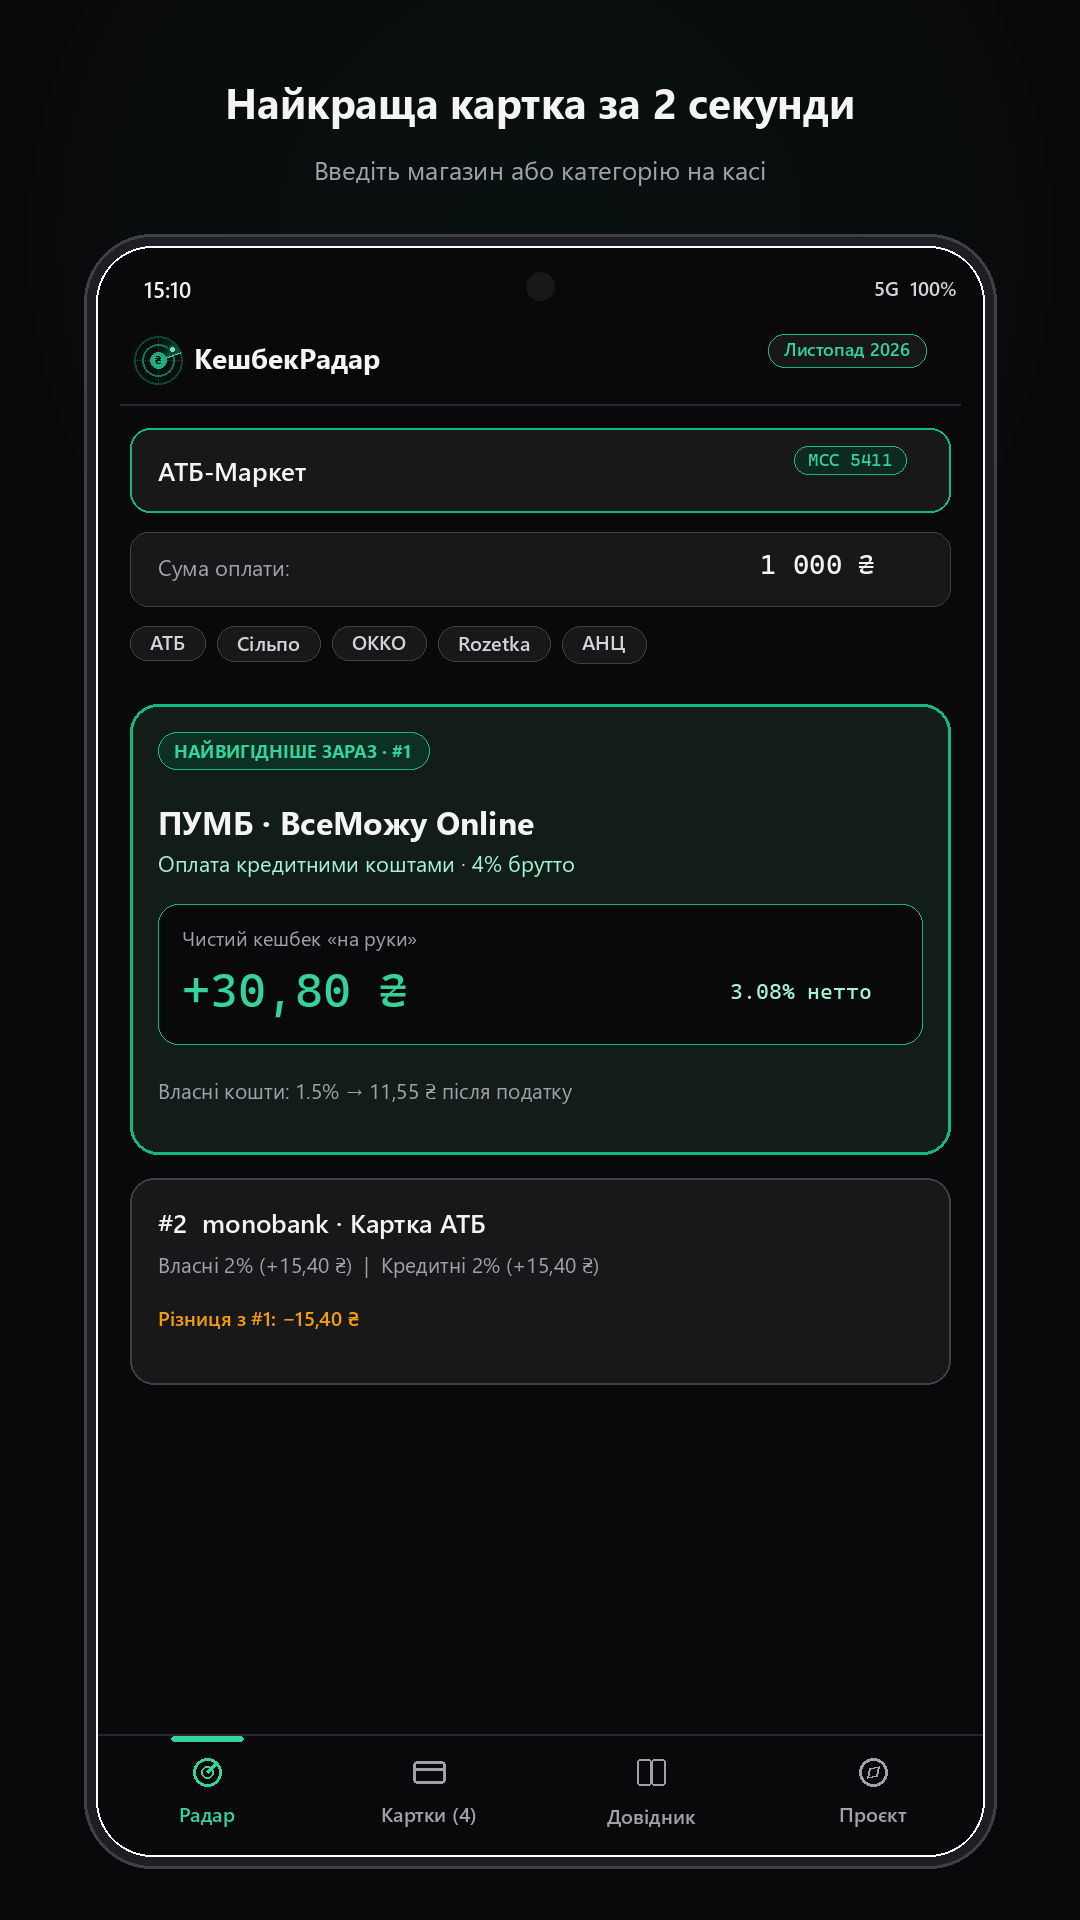 Найкраща картка за 2 секунди
Введіть магазин або категорію на касі
15:10
5G 100%
КешбекРадар
Листопад 2026
АТБ-Маркет
MCC 5411
Сума оплати:
1 000 ₴
АТБ
Сільпо
ОККО
Rozetka
АНЦ
НАЙВИГІДНІШЕ ЗАРАЗ · #1
ПУМБ · ВсеМожу Online
Оплата кредитними коштами · 4% брутто
Чистий кешбек «на руки»
+30,80 ₴
3.08% нетто
Власні кошти: 1.5% → 11,55 ₴ після податку
#2 monobank · Картка АТБ
Власні 2% (+15,40 ₴) | Кредитні 2% (+15,40 ₴)
Різниця з #1: −15,40 ₴
Радар
Картки (4)
Довідник
Проєкт